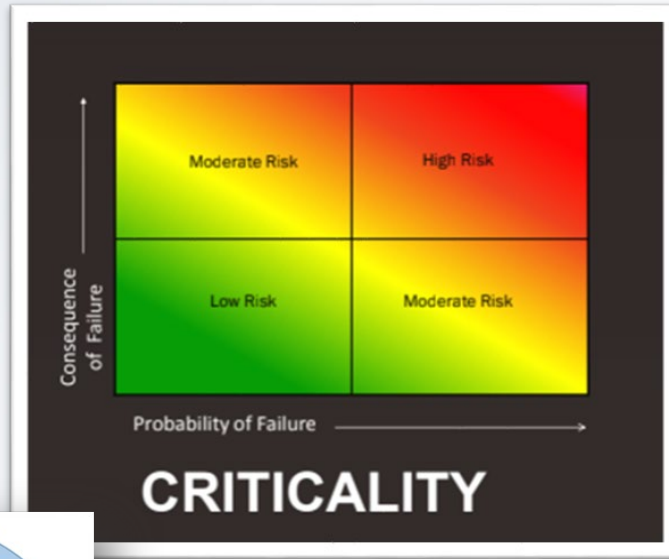 Moderate Risk
High Risk
Consequence
of Failure
Low Risk
Moderate Risk
Probability of Failure
CRITICALITY